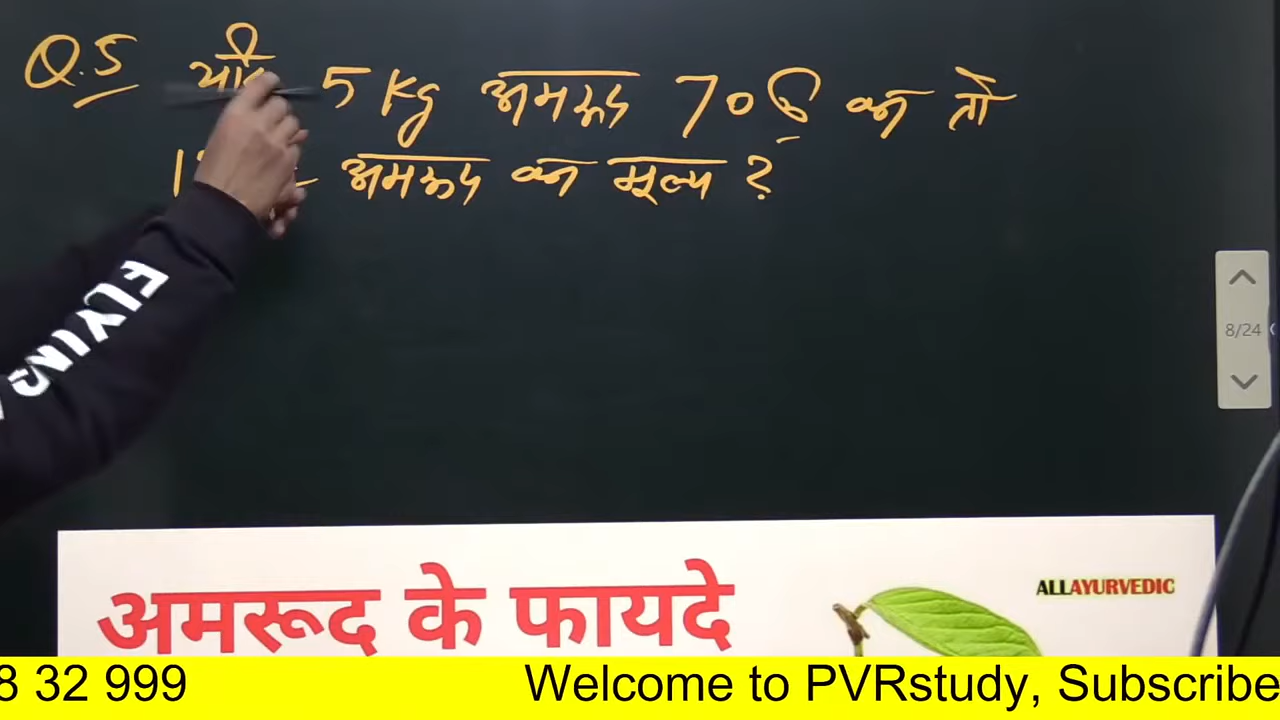 Q.5 यदि 5 Kg अमरूद 70 ₹ का तो
अमरूद का मूल्य ?
FLYING
8/24
ALLAYURVEDIC
अमरूद के फायदे
8 32 999 Welcome to PVRstudy, Subscribe